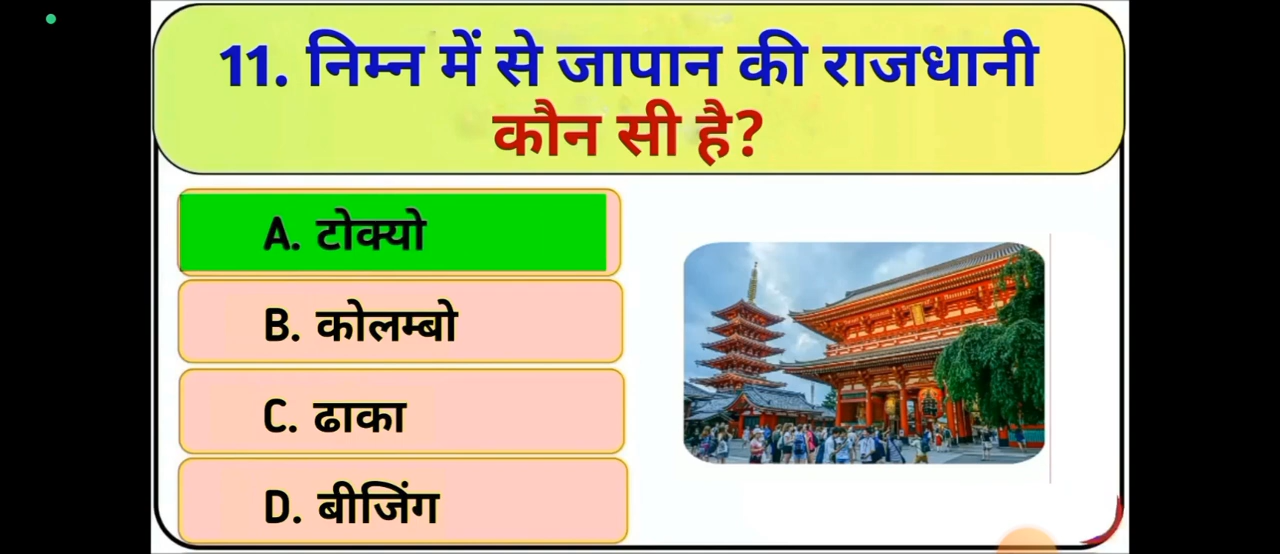 11. निम्न में से जापान की राजधानी
कौन सी है?
A. टोक्यो
B. कोलम्बो
C. ढाका
D. बीजिंग